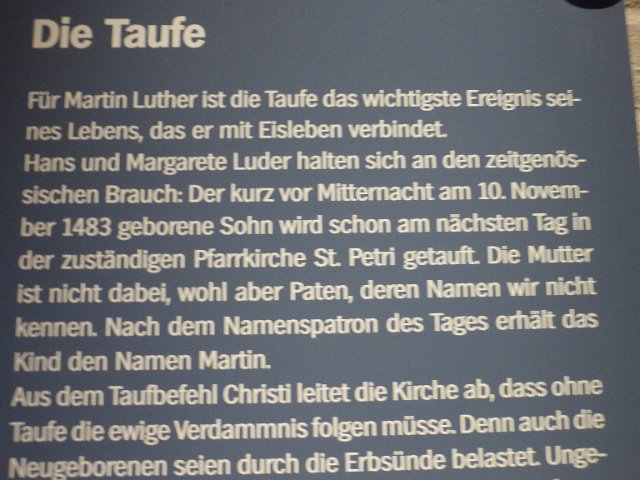 Die Taufe
Für Martin Luther ist die Taufe das wichtigste Ereignis sei-
nes Lebens, das er mit Eisleben verbindet.
Hans und Margarete Luder halten sich an den zeitgenös-
sischen Brauch: Der kurz vor Mitternacht am 10. Novem-
ber 1483 geborene Sohn wird schon am nächsten Tag in
der zuständigen Pfarrkirche St. Petri getauft. Die Mutter
ist nicht dabei, wohl aber Paten, deren Namen wir nicht
kennen. Nach dem Namenspatron des Tages erhält das
Kind den Namen Martin.
Aus dem Taufbefehl Christi leitet die Kirche ab, dass ohne
Taufe die ewige Verdammnis folgen müsse. Denn auch die
Neugeborenen seien durch die Erbsünde belastet. Unge-